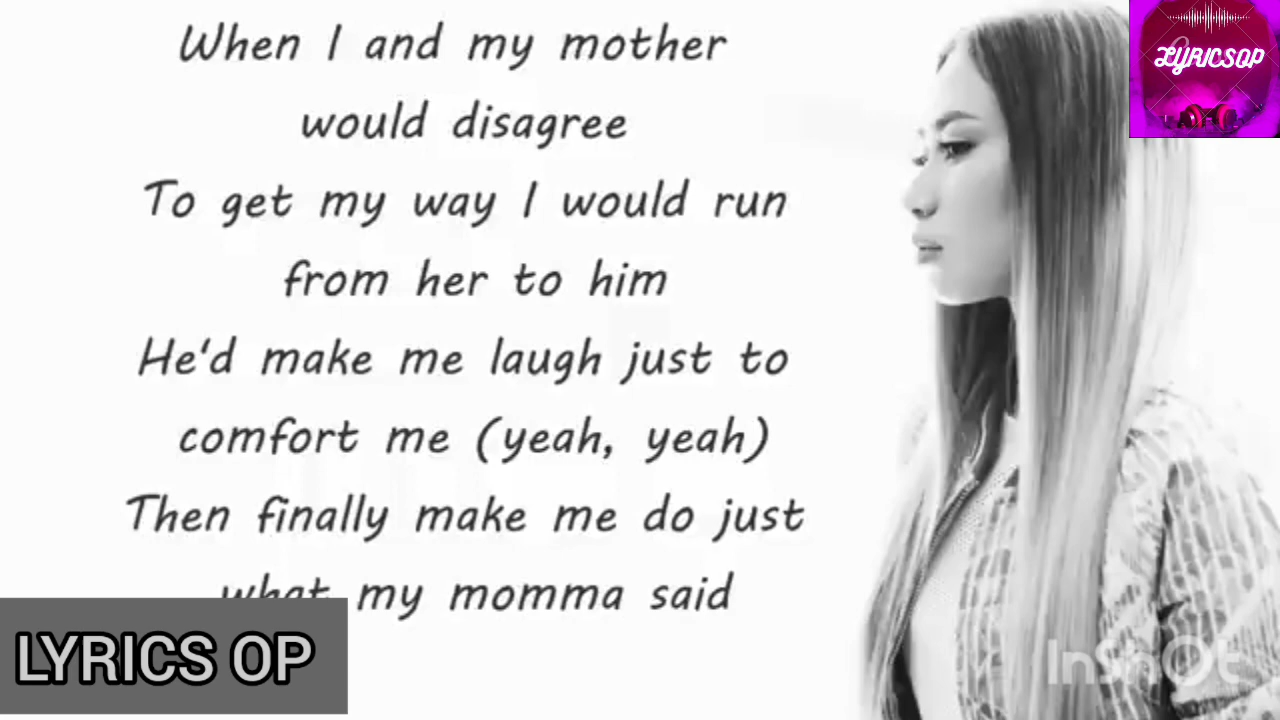 When I and my mother
would disagree
To get my way I would run
from her to him
He'd make me laugh just to
comfort me (yeah, yeah)
Then finally make me do just
what my momma said
LYRICSOP
LYRICS OP
InShOt